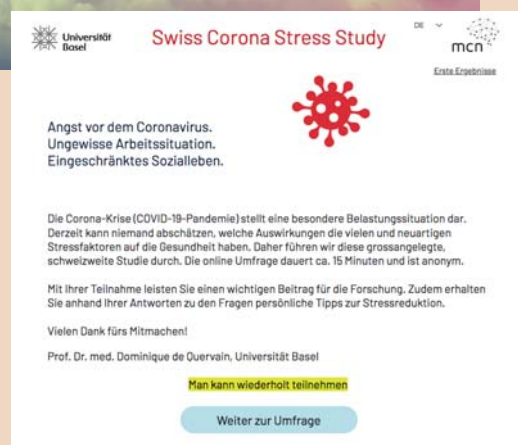 Universität
Basel
Swiss Corona Stress Study
DE
mcn
Erste Ergebnisse
Angst vor dem Coronavirus.
Ungewisse Arbeitssituation.
Eingeschränktes Sozialleben.
Die Corona-Krise (COVID-19-Pandemie) stellt eine besondere Belastungssituation dar.
Derzeit kann niemand abschätzen, welche Auswirkungen die vielen und neuartigen
Stressfaktoren auf die Gesundheit haben. Daher führen wir diese grossangelegte,
schweizweite Studie durch. Die online Umfrage dauert ca. 15 Minuten und ist anonym.
Mit Ihrer Teilnahme leisten Sie einen wichtigen Beitrag für die Forschung. Zudem erhalten
Sie anhand Ihrer Antworten zu den Fragen persönliche Tipps zur Stressreduktion.
Vielen Dank fürs Mitmachen!
Prof. Dr. med. Dominique de Quervain, Universität Basel
Man kann wiederholt teilnehmen
Weiter zur Umfrage